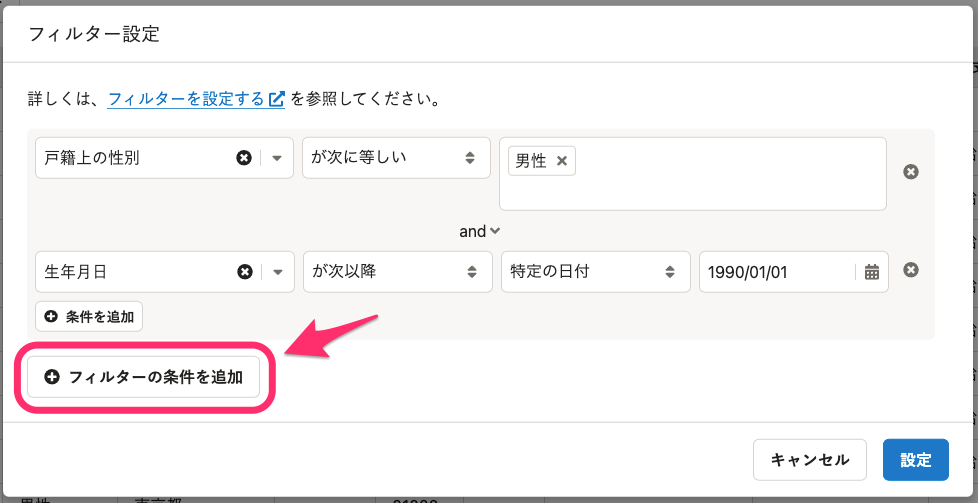 フィルター設定
詳しくは、フィルターを設定する を参照してください。
戸籍上の性別 が次に等しい 男性
and
生年月日 が次以降 特定の日付 1990/01/01
条件を追加
フィルターの条件を追加
キャンセル 設定